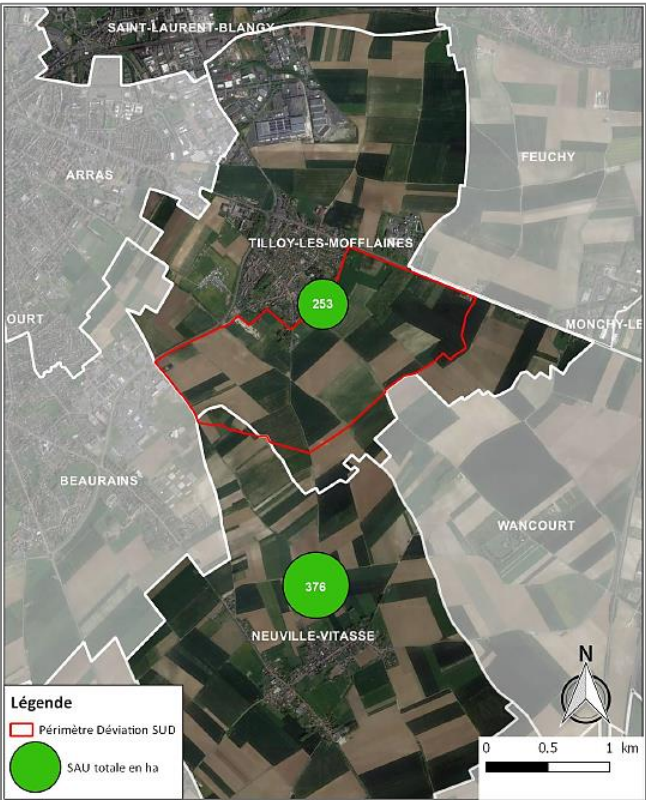 SAINT-LAURENT-BLANGY
ARRAS
FEUCHY
TILLOY-LES-MOFFLAINES
253
OURT
MONCHY-LE
BEAURAINS
WANCOURT
376
NEUVILLE-VITASSE
N
Légende
Périmètre Déviation SUD
SAU totale en ha
0 0.5 1 km